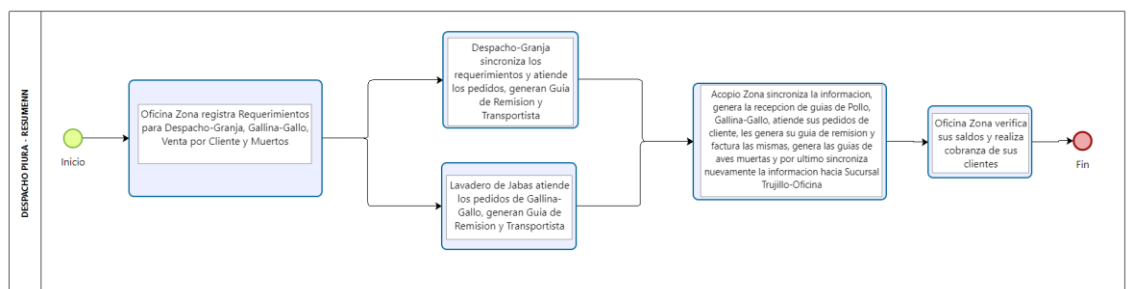 DESPACHO PIURA - RESUMENN
Inicio
Oficina Zona registra Requerimientos
para Despacho-Granja, Gallina-Gallo,
Venta por Cliente y Muertos
Despacho-Granja
sincroniza los
requerimientos y atiende
los pedidos, generan Guia
de Remision y
Transportista
Lavadero de Jabas atiende
los pedidos de Gallina-
Gallo, generan Guia de
Remision y Transportista
Acopio Zona sincroniza la informacion,
genera la recepcion de guias de Pollo,
Gallina-Gallo, atiende sus pedidos de
cliente, les genera su guia de remision y
factura las mismas, genera las guias de
aves muertas y por ultimo sincroniza
nuevamente la informacion hacia Sucursal
Trujillo-Oficina
Oficina Zona verifica
sus saldos y realiza
cobranza de sus
clientes
Fin